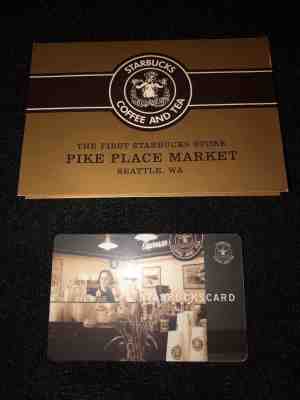 STARBUCKS
COFFEE AND TEA
THE FIRST STARBUCKS STORE
PIKE PLACE MARKET
SEATTLE, WA
STARBUCKS CARD